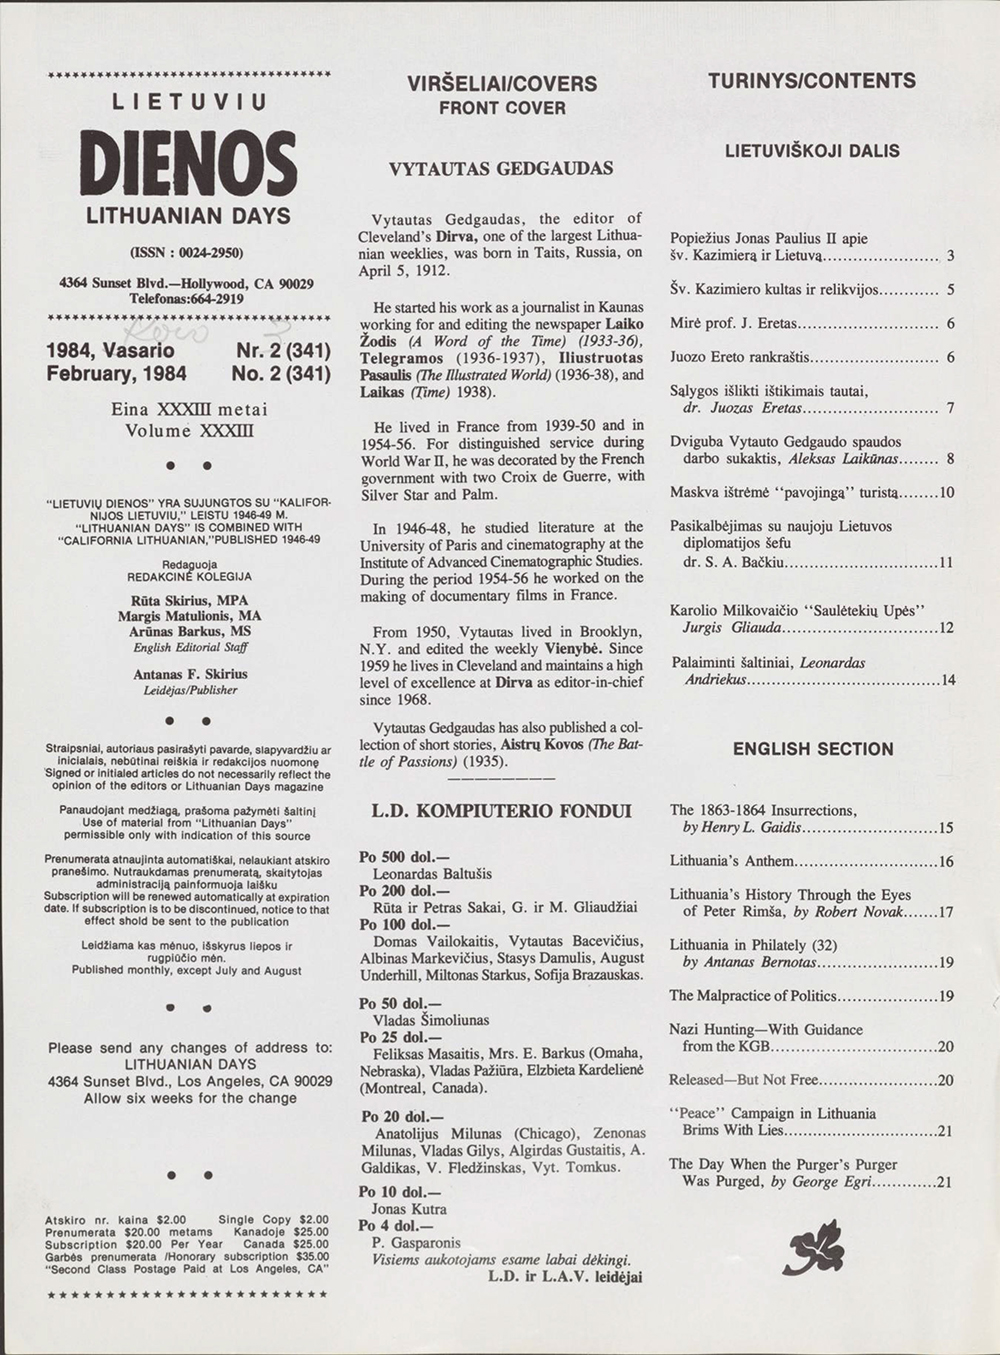 LIETUVIU
DIENOS
LITHUANIAN DAYS
(ISSN : 0024-2950)
4364 Sunset Blvd.—Hollywood, CA 90029
Telefonas:664-2919
1984, Vasario Nr. 2 (341)
February, 1984 No. 2 (341)
Eina XXXIII metai
Volume XXXIII
"LIETUVIŲ DIENOS" YRA SUJUNGTOS SU "KALIFOR-
NIJOS LIETUVIU," LEISTU 1946-49 M.
"LITHUANIAN DAYS" IS COMBINED WITH
"CALIFORNIA LITHUANIAN,"PUBLISHED 1946-49
Redaguoja
REDAKCINĖ KOLEGIJA
Rūta Skirius, MPA
Margis Matulionis, MA
Arūnas Barkus, MS
English Editorial Staff
Antanas F. Skirius
Leidėjas/Publisher
Straipsniai, autoriaus pasirašyti pavarde, slapyvardžiu ar
inicialais, nebūtinai reiškia ir redakcijos nuomonę
Signed or initialed articles do not necessarily reflect the
opinion of the editors or Lithuanian Days magazine
Panaudojant medžiagą, prašoma pažymėti šaltinį
Use of material from "Lithuanian Days"
permissible only with indication of this source
Prenumerata atnaujinta automatiškai, nelaukiant atskiro
pranešimo. Nutraukdamas prenumeratą, skaitytojas
administraciją painformuoja laišku
Subscription will be renewed automatically at expiration
date. If subscription is to be discontinued, notice to that
effect shold be sent to the publication
Leidžiama kas mėnuo, išskyrus liepos ir
rugpiūčio mėn.
Published monthly, except July and August
Please send any changes of address to:
LITHUANIAN DAYS
4364 Sunset Blvd., Los Angeles, CA 90029
Allow six weeks for the change
Atskiro nr. kaina $2.00 Single Copy $2.00
Prenumerata $20.00 metams Kanadoje $25.00
Subscription $20.00 Per Year Canada $25.00
Garbės prenumerata /Honorary subscription $35.00
"Second Class Postage Paid at Los Angeles, CA"
VIRŠELIAI/COVERS
FRONT COVER
VYTAUTAS GEDGAUDAS
Vytautas Gedgaudas, the editor of
Cleveland's Dirva, one of the largest Lithua-
nian weeklies, was born in Taits, Russia, on
April 5, 1912.
He started his work as a journalist in Kaunas
working for and editing the newspaper Laiko
Žodis (A Word of the Time) (1933-36),
Telegramos (1936-1937), Iliustruotas
Pasaulis (The Illustrated World) (1936-38), and
Laikas (Time) 1938).
He lived in France from 1939-50 and in
1954-56. For distinguished service during
World War II, he was decorated by the French
government with two Croix de Guerre, with
Silver Star and Palm.
In 1946-48, he studied literature at the
University of Paris and cinematography at the
Institute of Advanced Cinematographic Studies.
During the period 1954-56 he worked on the
making of documentary films in France.
From 1950, Vytautas lived in Brooklyn,
N.Y. and edited the weekly Vienybė. Since
1959 he lives in Cleveland and maintains a high
level of excellence at Dirva as editor-in-chief
since 1968.
Vytautas Gedgaudas has also published a col-
lection of short stories, Aistrų Kovos (The Bat-
tle of Passions) (1935).
L.D. KOMPIUTERIO FONDUI
Po 500 dol.—
Leonardas Baltušis
Po 200 dol.—
Rūta ir Petras Sakai, G. ir M. Gliaudžiai
Po 100 dol.—
Domas Vailokaitis, Vytautas Bacevičius,
Albinas Markevičius, Stasys Damulis, August
Underhill, Miltonas Starkus, Sofija Brazauskas.
Po 50 dol.—
Vladas Šimoliunas
Po 25 dol.—
Feliksas Masaitis, Mrs. E. Barkus (Omaha,
Nebraska), Vladas Pažiūra, Elzbieta Kardelienė
(Montreal, Canada).
Po 20 dol.—
Anatolijus Milunas (Chicago), Zenonas
Milunas, Vladas Gilys, Algirdas Gustaitis, A.
Galdikas, V. Fledžinskas, Vyt. Tomkus.
Po 10 dol.—
Jonas Kutra
Po 4 dol.—
P. Gasparonis
Visiems aukotojams esame labai dėkingi.
L.D. ir L.A.V. leidėjai
TURINYS/CONTENTS
LIETUVIŠKOJI DALIS
Popiežius Jonas Paulius II apie
šv. Kazimierą ir Lietuvą....................... 3
Šv. Kazimiero kultas ir relikvijos............ 5
Mirė prof. J. Eretas............................ 6
Juozo Ereto rankraštis.......................... 6
Sąlygos išlikti ištikimais tautai,
dr. Juozas Eretas........................... 7
Dviguba Vytauto Gedgaudo spaudos
darbo sukaktis, Aleksas Laikūnas........ 8
Maskva ištrėmė "pavojingą" turistą........10
Pasikalbėjimas su naujoju Lietuvos
diplomatijos šefu
dr. S. A. Bačkiu...............................11
Karolio Milkovaičio "Saulėtekių Upės"
Jurgis Gliauda...............................12
Palaiminti šaltiniai, Leonardas
Andriekus......................................14
ENGLISH SECTION
The 1863-1864 Insurrections,
by Henry L. Gaidis...........................15
Lithuania's Anthem.............................16
Lithuania's History Through the Eyes
of Peter Rimša, by Robert Novak.......17
Lithuania in Philately (32)
by Antanas Bernotas........................19
The Malpractice of Politics....................19
Nazi Hunting—With Guidance
from the KGB.................................20
Released—But Not Free........................20
"Peace" Campaign in Lithuania
Brims With Lies...............................21
The Day When the Purger's Purger
Was Purged, by George Egri.............21